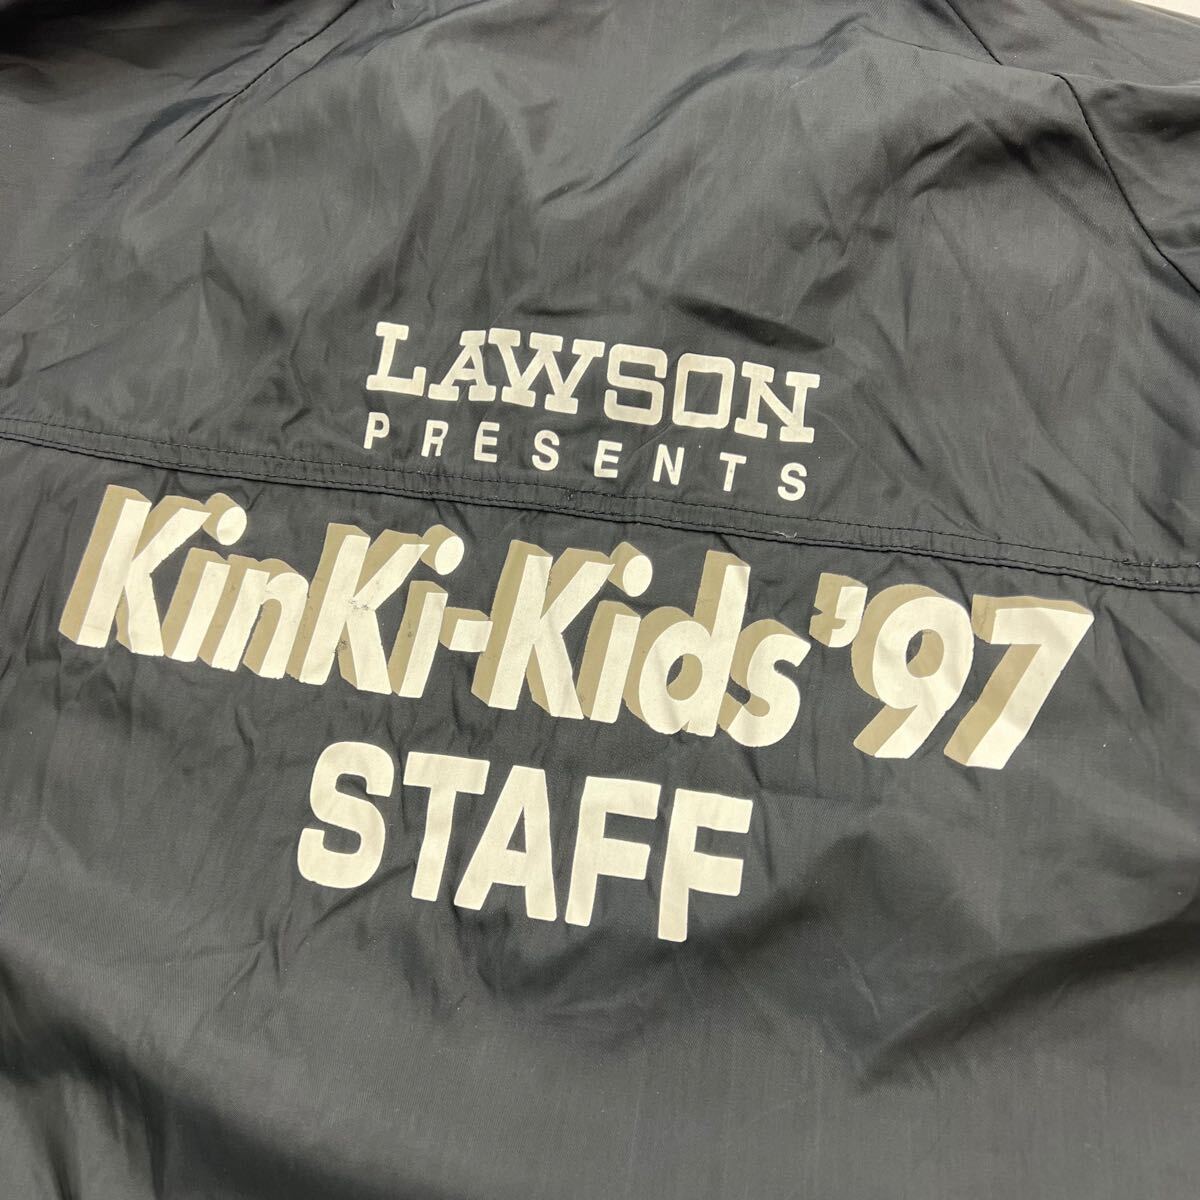 LAWSON
PRESENTS
KinKi-Kids '97
STAFF